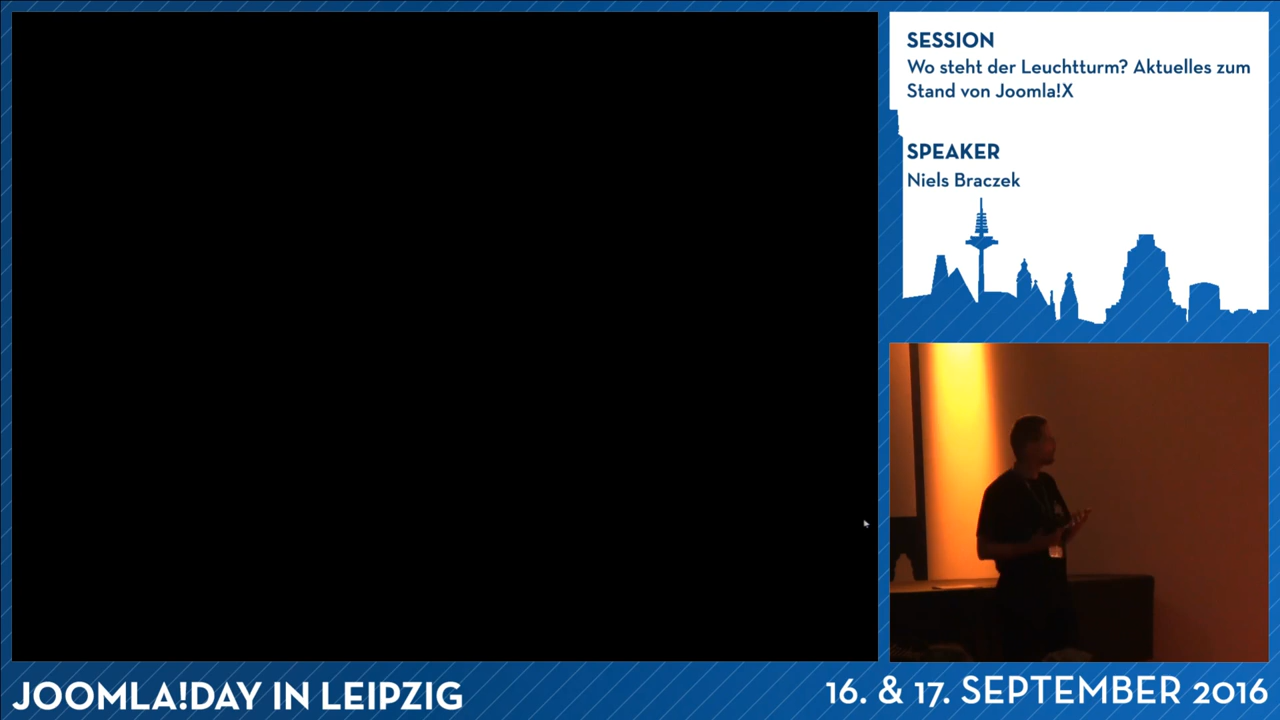 SESSION
Wo steht der Leuchtturm? Aktuelles zum
Stand von Joomla!X
SPEAKER
Niels Braczek
JOOMLA!DAY IN LEIPZIG
16. & 17. SEPTEMBER 2016